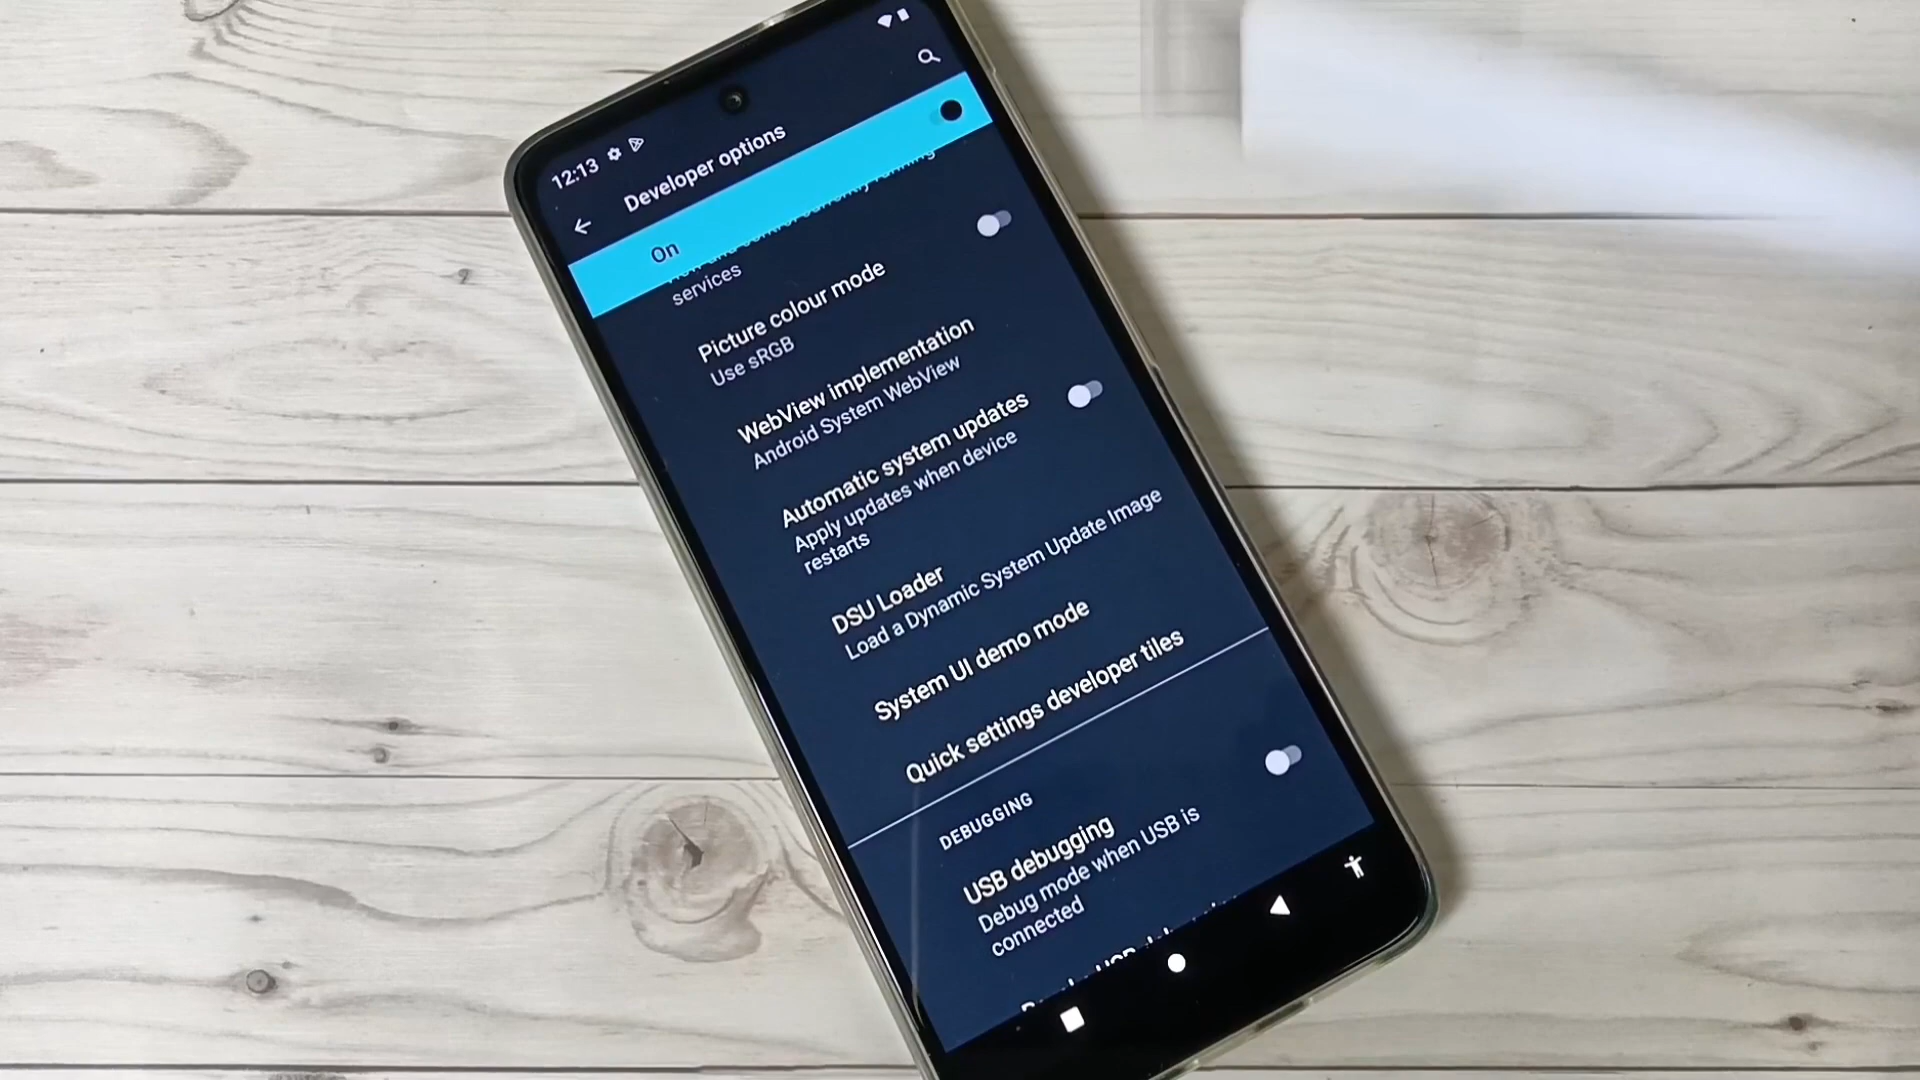 12:13
Developer options
On
services
Picture colour mode
Use sRGB
WebView implementation
Android System WebView
Automatic system updates
Apply updates when device
restarts
DSU Loader
Load a Dynamic System Update Image
System UI demo mode
Quick settings developer tiles
DEBUGGING
USB debugging
Debug mode when USB is
connected